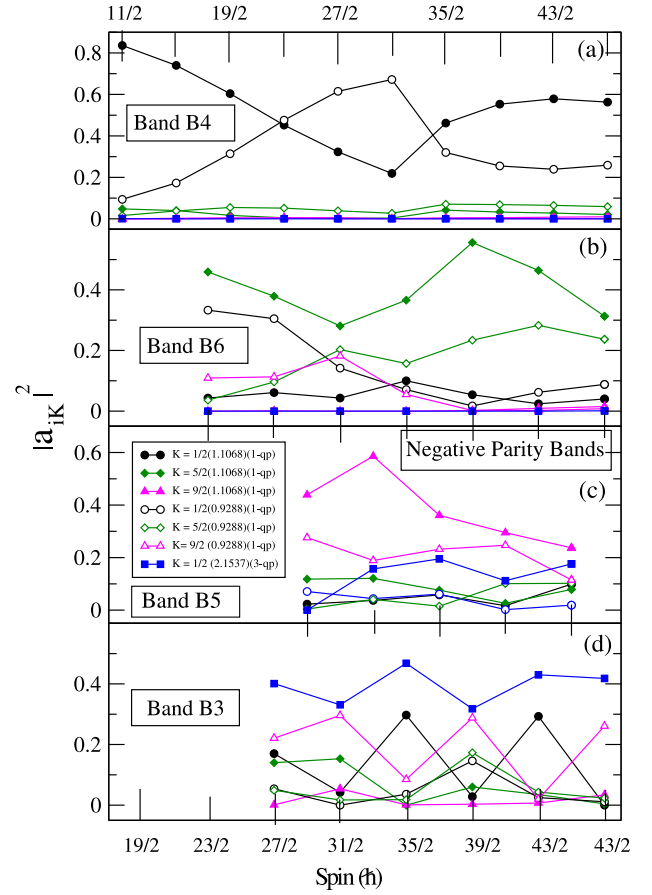 11/2 19/2 27/2 35/2 43/2
(a)
0.8
0.6
Band B4
0.4
0.2
0
(b)
0.4
Band B6
0.2
0
|a_{iK}|^2
Negative Parity Bands
0.6
K = 1/2(1.1068)(1-qp)
K = 5/2(1.1068)(1-qp)
K = 9/2(1.1068)(1-qp)
K = 1/2(0.9288)(1-qp)
K = 5/2(0.9288)(1-qp)
K= 9/2 (0.9288)(1-qp)
K = 1/2 (2.1537)(3-qp)
(c)
0.4
0.2
Band B5
0
(d)
0.4
Band B3
0.2
0
19/2 23/2 27/2 31/2 35/2 39/2 43/2 43/2
Spin (ħ)